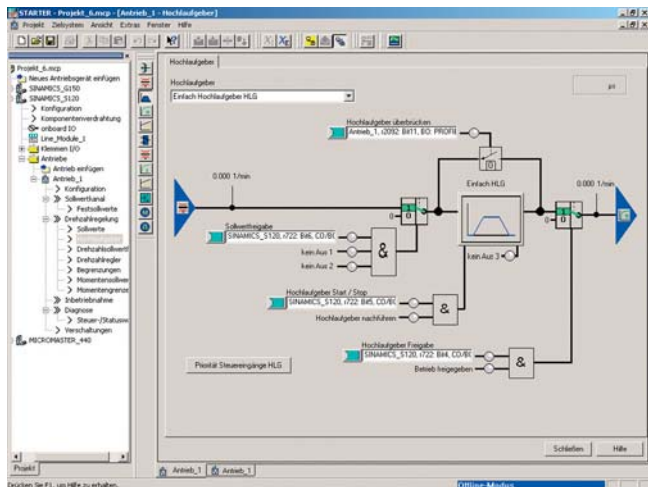 STARTER - Projekt_6.mcp - [Antrieb_1 - Hochlaufgeber]
Projekt Zielsystem Ansicht Extras Fenster Hilfe
Projekt_6.mcp
Neues Antriebsgerät einfügen
SINAMICS_G150
SINAMICS_S120
Konfiguration
Komponentenverdrahtung
onboard IO
Line_Module_1
Klemmen I/O
Antriebe
Antrieb einfügen
Antrieb_1
Konfiguration
Sollwertkanal
Festsollwerte
Drehzahlregelung
Sollwerte
Drehzahlsollwertf
Drehzahlregler
Begrenzungen
Momentensollwer
Momentengrenze
Inbetriebnahme
Diagnose
Steuer-/Statusw
Verschaltungen
MICROMASTER_440
Projekt
Hochlaufgeber
Hochlaufgeber
Einfach Hochlaufgeber HLG
Hochlaufgeber überbrücken
Antrieb_1, r2092: Bit11, BO: PROFI
0.000 1/min
Einfach HLG
0.000 1/min
1
0
0
1
0
0
Sollwertfreigabe
SINAMICS_S120, r722: Bit6, CO/BO
kein Aus 1
kein Aus 2
&
kein Aus 3
Hochlaufgeber Start / Stop
SINAMICS_S120, r722: Bit5, CO/BO
Hochlaufgeber nachführen
&
Hochlaufgeber Freigabe
SINAMICS_S120, r722: Bit4, CO/BO
Betrieb freigegeben
&
Priorität Steuereingänge HLG
Schließen
Hilfe
Antrieb_1
Antrieb_1
Drücken Sie F1, um Hilfe zu erhalten.
Offline-Modus